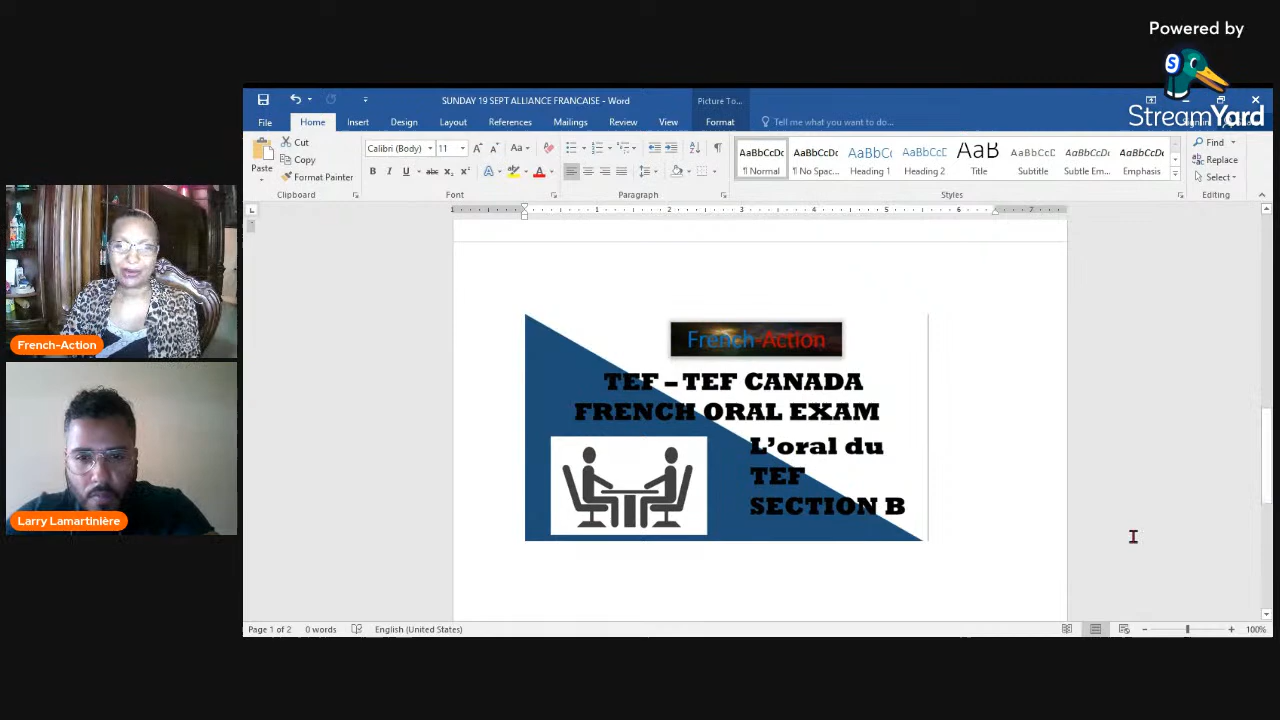 Powered by
StreamYard
SUNDAY 19 SEPT ALLIANCE FRANCAISE - Word
Picture To...
File
Home
Insert
Design
Layout
References
Mailings
Review
View
Format
Tell me what you want to do...
Paste
Cut
Copy
Format Painter
Clipboard
Calibri (Body)
11
Font
Paragraph
AaBbCcDc
¶ Normal
AaBbCcDc
¶ No Spac...
AaBbCc
Heading 1
AaBbCcC
Heading 2
AaB
Title
AaBbCcC
Subtitle
AaBbCcDc
Subtle Em...
AaBbCcDc
Emphasis
Styles
Find
Replace
Select
Editing
French-Action
TEF – TEF CANADA
FRENCH ORAL EXAM
L’oral du
TEF
SECTION B
French-Action
Larry Lamartinière
Page 1 of 2
0 words
English (United States)
100%